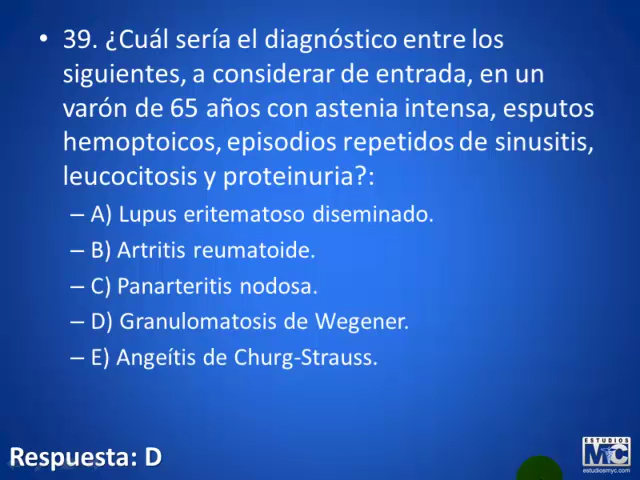 • 39. ¿Cuál sería el diagnóstico entre los
siguientes, a considerar de entrada, en un
varón de 65 años con astenia intensa, esputos
hemoptoicos, episodios repetidos de sinusitis,
leucocitosis y proteinuria?:
– A) Lupus eritematoso diseminado.
– B) Artritis reumatoide.
– C) Panarteritis nodosa.
– D) Granulomatosis de Wegener.
– E) Angeítis de Churg-Strauss.
Respuesta: D
ESTUDIOS
MyC
estudiosmyc.com